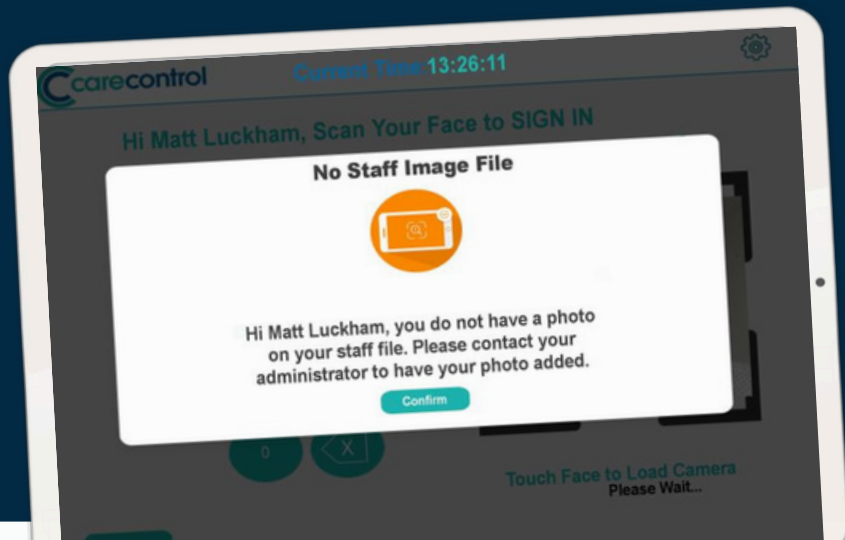 carecontrol
Current Time:13:26:11
Hi Matt Luckham, Scan Your Face to SIGN IN
No Staff Image File
Hi Matt Luckham, you do not have a photo
on your staff file. Please contact your
administrator to have your photo added.
Confirm
0
X
Touch Face to Load Camera
Please Wait...